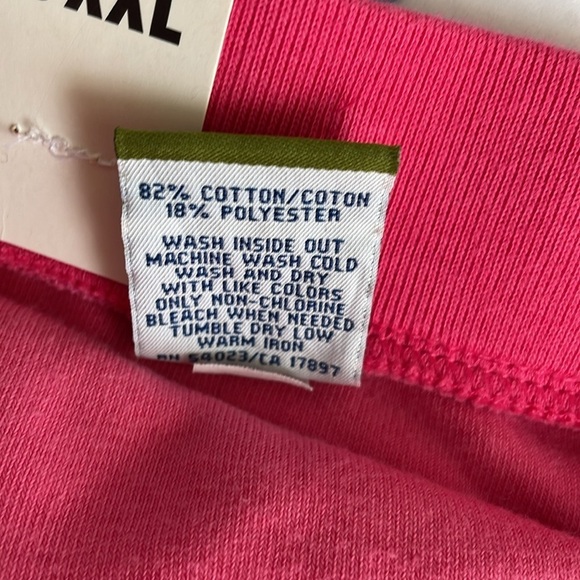 XXL
82% COTTON/COTON
18% POLYESTER
WASH INSIDE OUT
MACHINE WASH COLD
WASH AND DRY
WITH LIKE COLORS
ONLY NON-CHLORINE
BLEACH WHEN NEEDED
TUMBLE DRY LOW
WARM IRON
RN 54023/CA 17897